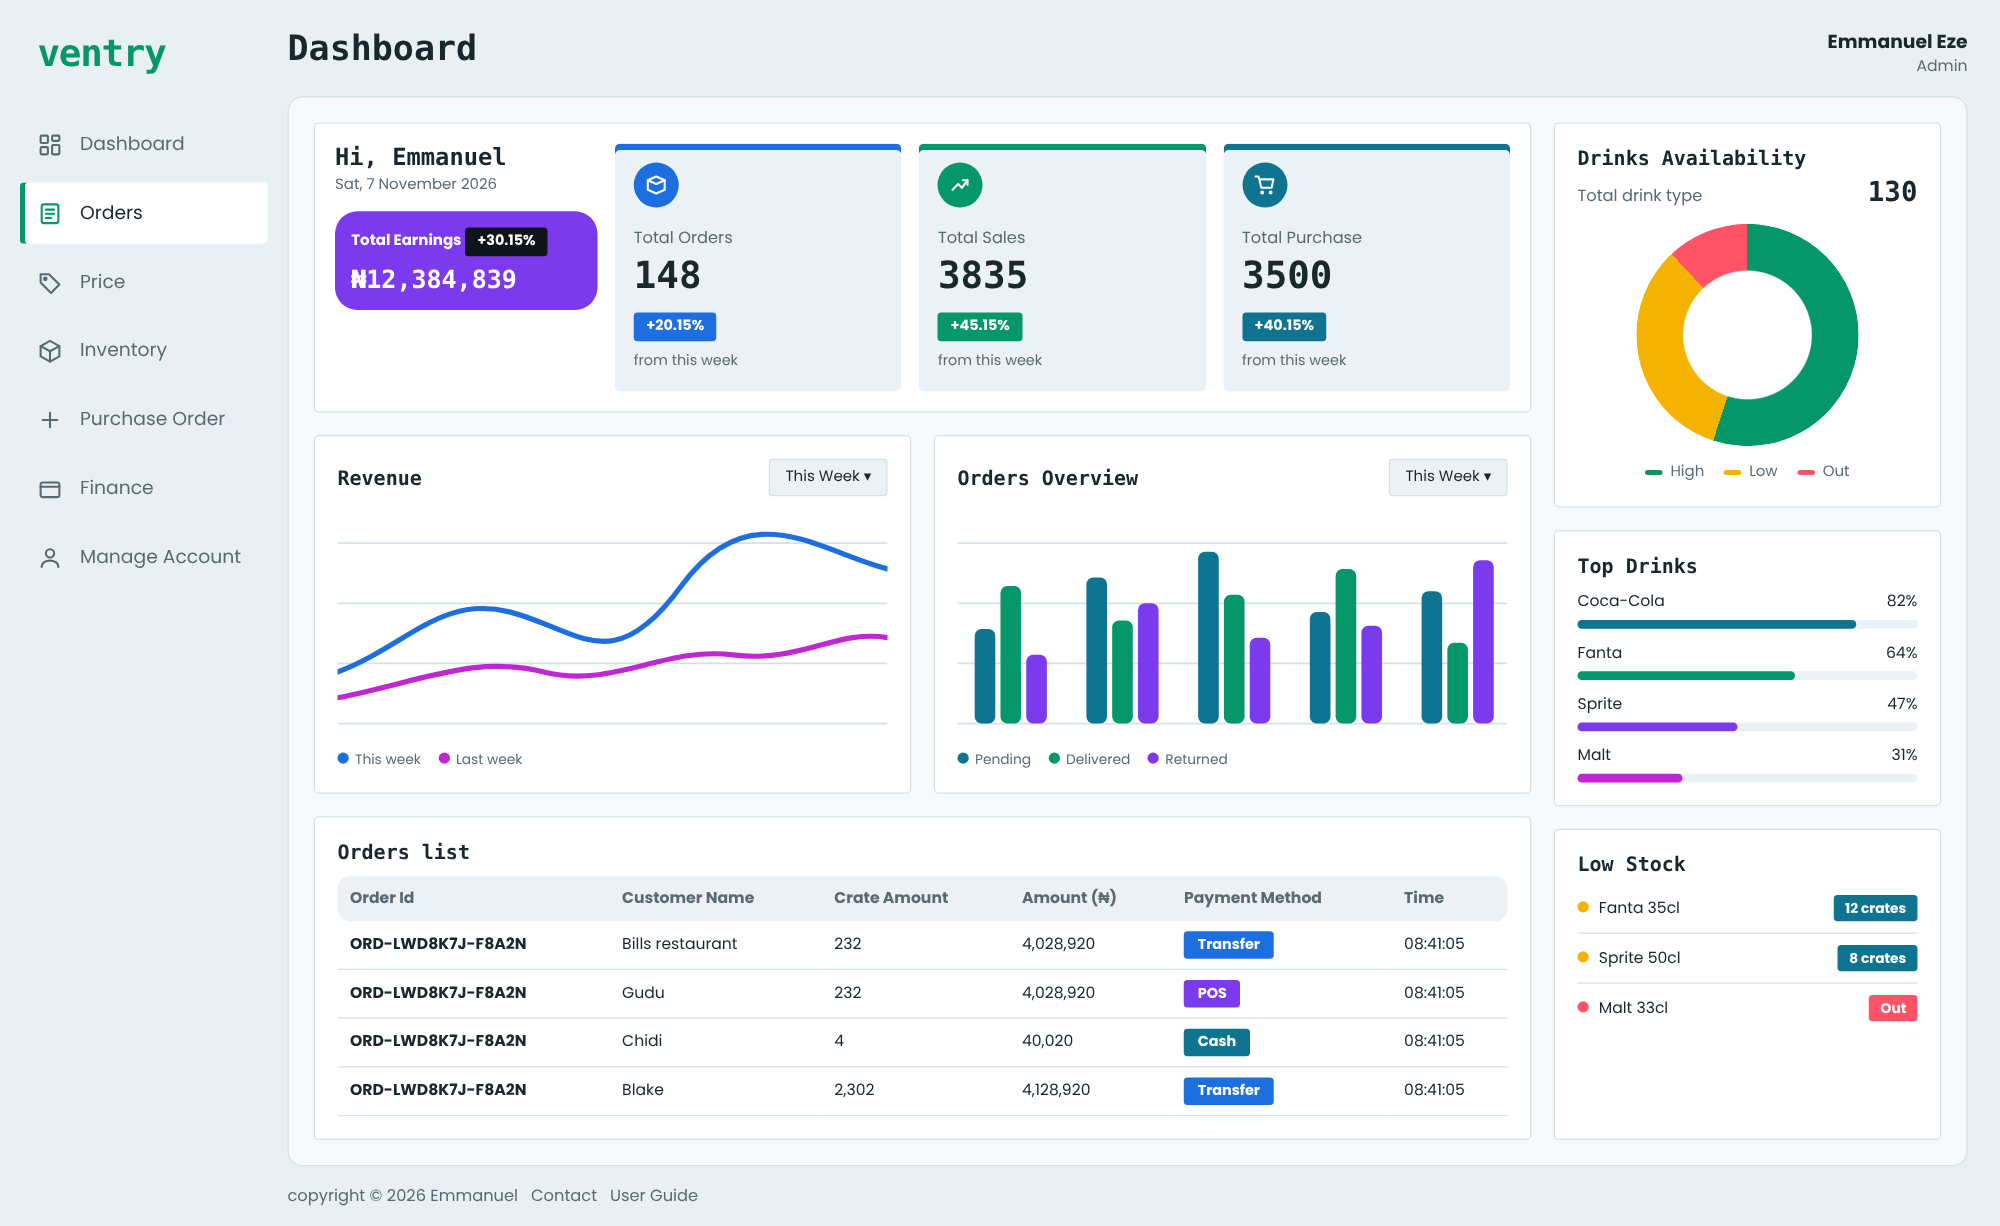 ventry
Dashboard
Emmanuel Eze
Admin
Dashboard
Orders
Price
Inventory
Purchase Order
Finance
Manage Account
Hi, Emmanuel
Sat, 7 November 2026
Total Earnings +30.15%
₦12,384,839
Total Orders
148
+20.15%
from this week
Total Sales
3835
+45.15%
from this week
Total Purchase
3500
+40.15%
from this week
Drinks Availability
Total drink type 130
High Low Out
Revenue This Week ▾
This week Last week
Orders Overview This Week ▾
Pending Delivered Returned
Top Drinks
Coca-Cola 82%
Fanta 64%
Sprite 47%
Malt 31%
Orders list
Order Id Customer Name Crate Amount Amount (₦) Payment Method Time
ORD-LWD8K7J-F8A2N Bills restaurant 232 4,028,920 Transfer 08:41:05
ORD-LWD8K7J-F8A2N Gudu 232 4,028,920 POS 08:41:05
ORD-LWD8K7J-F8A2N Chidi 4 40,020 Cash 08:41:05
ORD-LWD8K7J-F8A2N Blake 2,302 4,128,920 Transfer 08:41:05
Low Stock
Fanta 35cl 12 crates
Sprite 50cl 8 crates
Malt 33cl Out
copyright © 2026 Emmanuel Contact User Guide